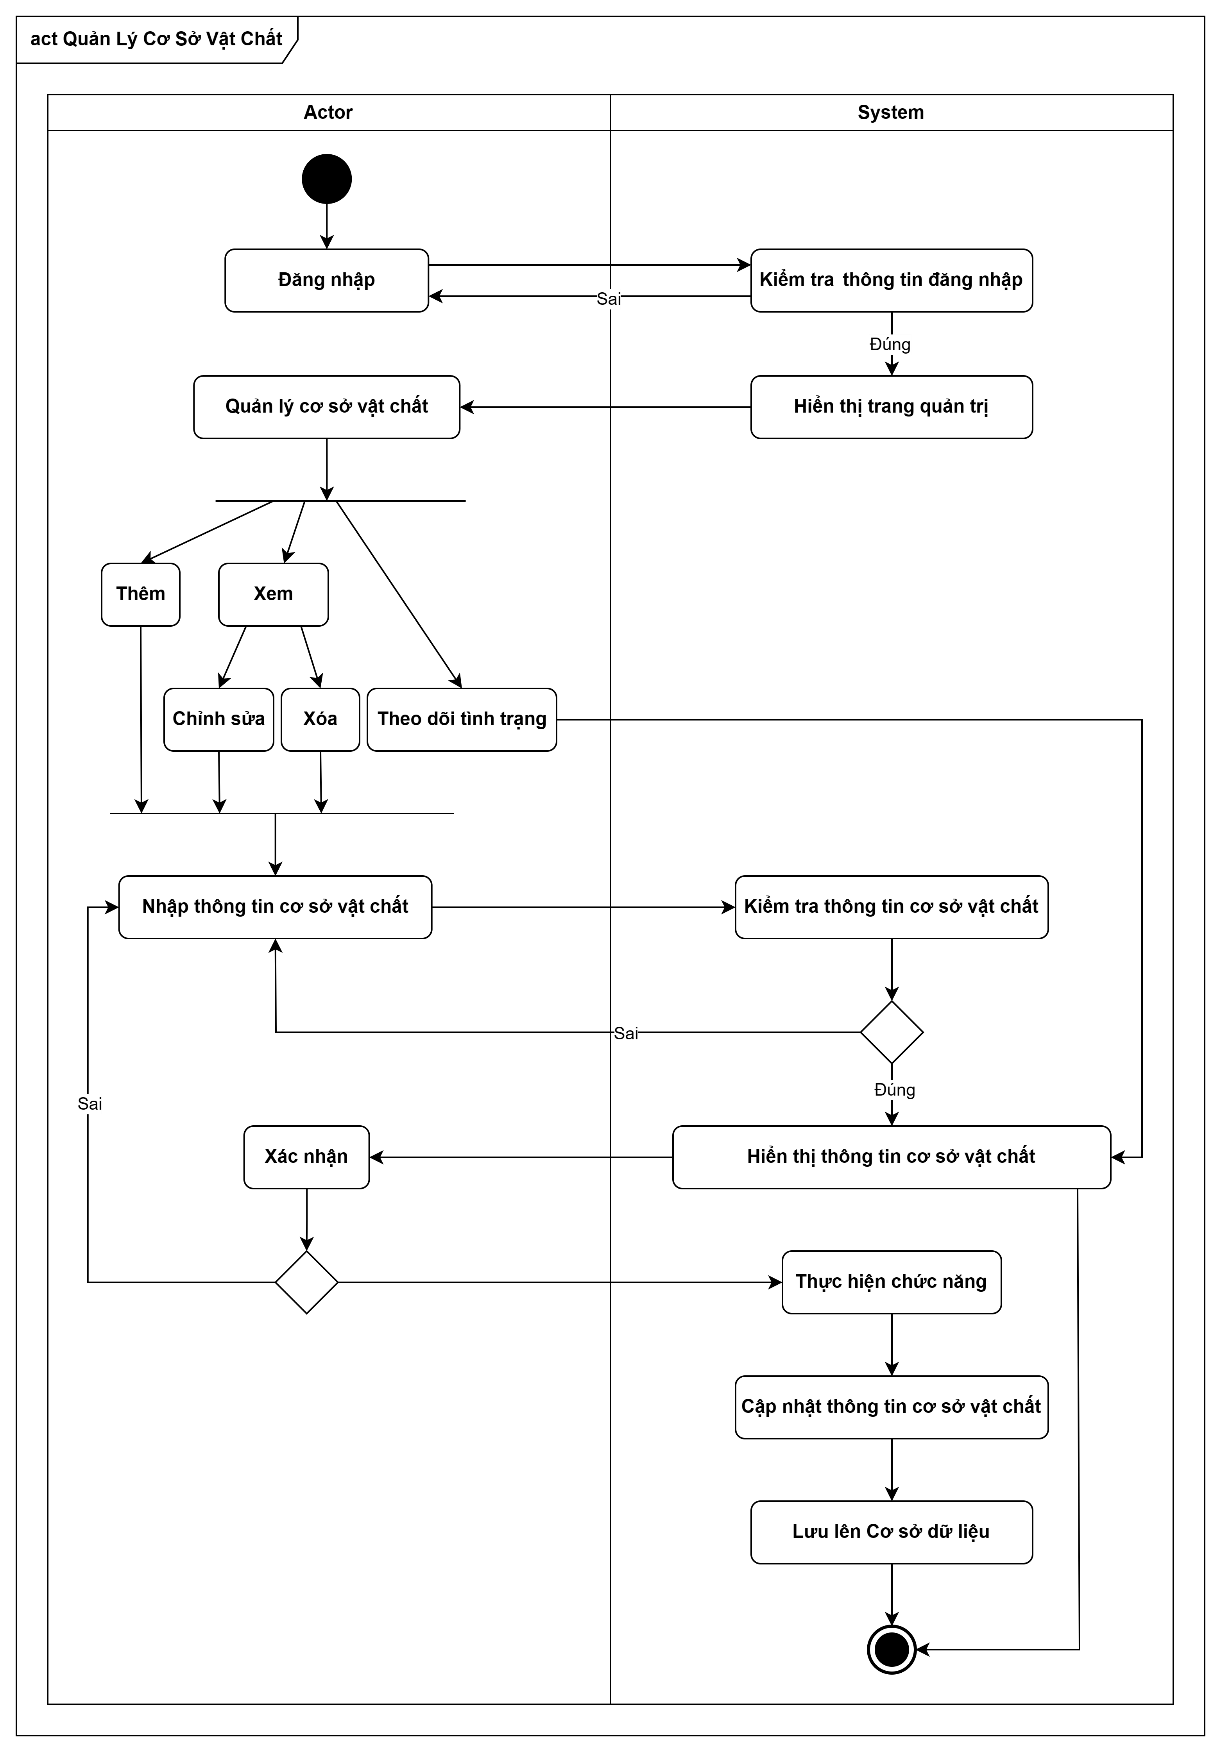 act Quản Lý Cơ Sở Vật Chất
Actor
System
Đăng nhập
Kiểm tra thông tin đăng nhập
Sai
Đúng
Quản lý cơ sở vật chất
Hiển thị trang quản trị
Thêm
Xem
Chỉnh sửa
Xóa
Theo dõi tình trạng
Nhập thông tin cơ sở vật chất
Kiểm tra thông tin cơ sở vật chất
Sai
Đúng
Sai
Xác nhận
Hiển thị thông tin cơ sở vật chất
Thực hiện chức năng
Cập nhật thông tin cơ sở vật chất
Lưu lên Cơ sở dữ liệu